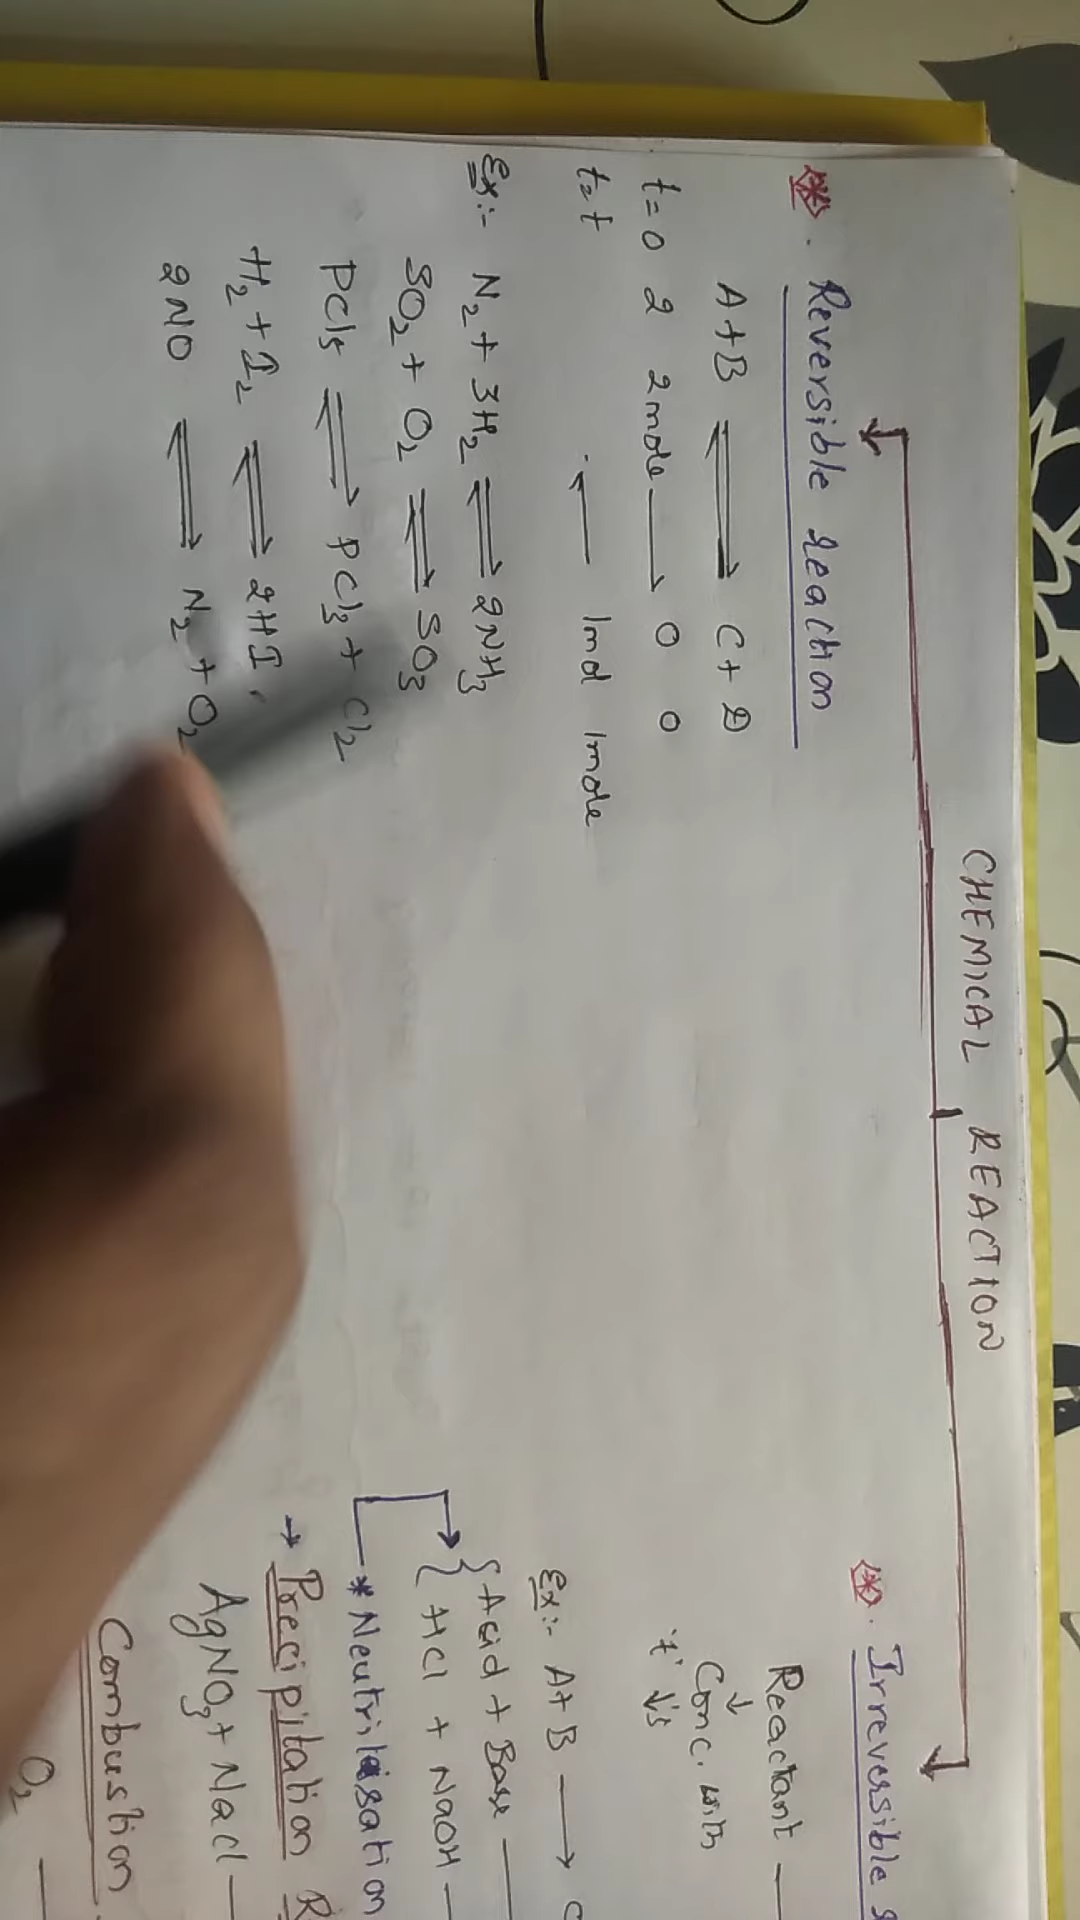 CHEMICAL REACTION
Reversible reaction
A+B ⇌ C+D
t=0 2 2mole → 0 0
t=t ← 1mol 1mole
Ex:- N₂ + 3H₂ ⇌ 2NH₃
SO₂ + O₂ ⇌ SO₃
PCl₅ ⇌ PCl₃ + Cl₂
H₂ + I₂ ⇌ 2HI
2NO ⇌ N₂ + O₂
Irreversible
Reactant
↓
Conc. with
't' ↓s
Ex:- A+B → C
{ Acid + Base
{ HCl + NaOH
* Neutrilisation
→ Precipitation R
AgNO₃ + NaCl
Combustion
O₂